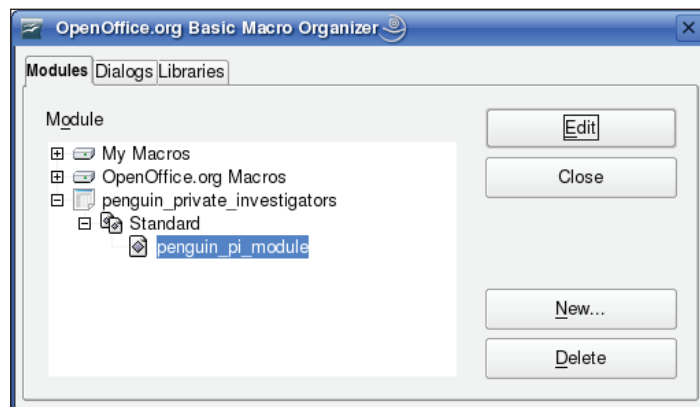 OpenOffice.org Basic Macro Organizer
Modules Dialogs Libraries
Module
My Macros
OpenOffice.org Macros
penguin_private_investigators
Standard
penguin_pi_module
Edit
Close
New...
Delete